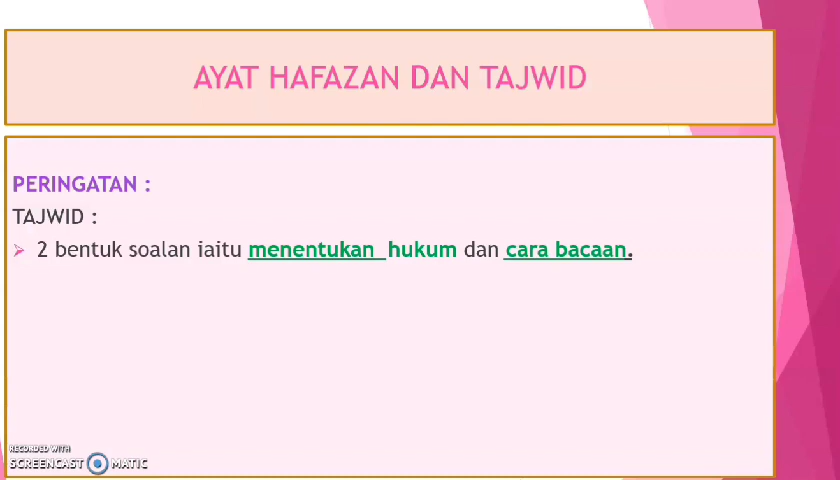 AYAT HAFAZAN DAN TAJWID
PERINGATAN :
TAJWID :
➢ 2 bentuk soalan iaitu menentukan hukum dan cara bacaan.
RECORDED WITH
SCREENCAST MATIC